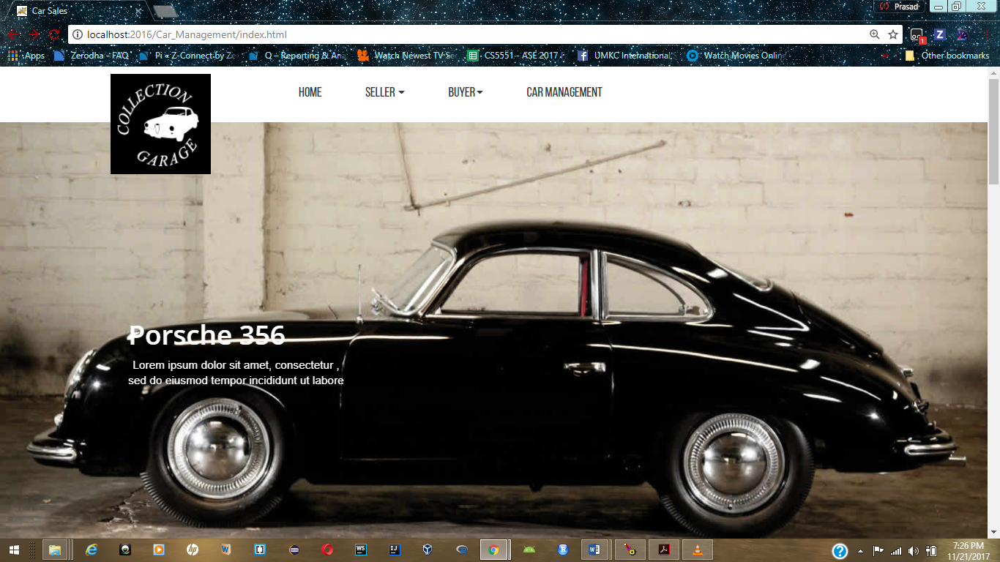 Car Sales
Prasad
localhost:2016/Car_Management/index.html
Apps
Zerodha - FAQ
Pi « Z-Connect by Ze
Q – Reporting & An
Watch Newest TV Se
CS5551 - ASE 2017 F
UMKC International
Watch Movies Online
Other bookmarks
1
COLLECTION
GARAGE
HOME
SELLER
BUYER
CAR MANAGEMENT
Porsche 356
Lorem ipsum dolor sit amet, consectetur ,
sed do eiusmod tempor incididunt ut labore
7:26 PM
11/21/2017